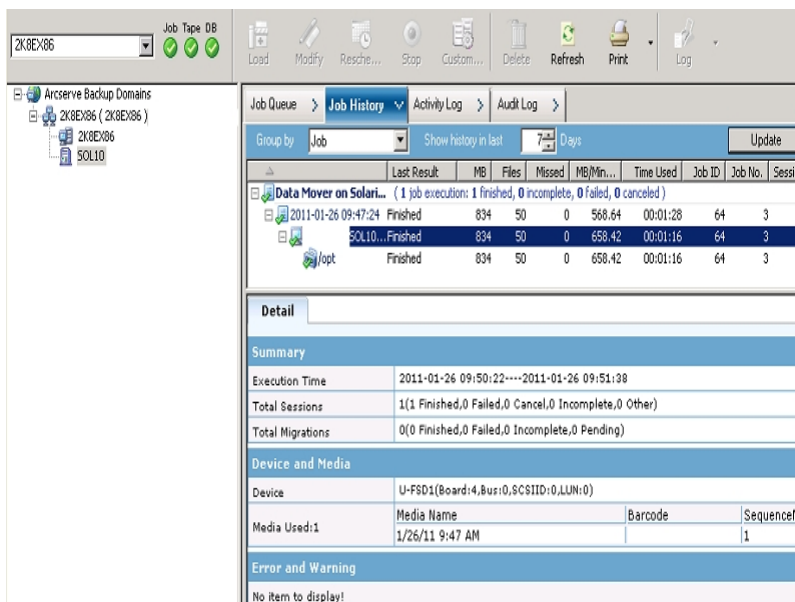 2K8EX86
Job Tape DB
Load Modify Resche... Stop Custom... Delete Refresh Print Log
Arcserve Backup Domains
2K8EX86 ( 2K8EX86 )
2K8EX86
SOL10
Job Queue > Job History Activity Log > Audit Log >
Group by Job Show history in last 7 Days Update
Last Result MB Files Missed MB/Min... Time Used Job ID Job No. Sessi
Data Mover on Solari... ( 1 job execution: 1 finished, 0 incomplete, 0 failed, 0 canceled )
2011-01-26 09:47:24 Finished 834 50 0 568.64 00:01:28 64 3
SOL10... Finished 834 50 0 658.42 00:01:16 64 3
/opt Finished 834 50 0 658.42 00:01:16 64 3
Detail
Summary
Execution Time 2011-01-26 09:50:22----2011-01-26 09:51:38
Total Sessions 1(1 Finished,0 Failed,0 Cancel,0 Incomplete,0 Other)
Total Migrations 0(0 Finished,0 Failed,0 Incomplete,0 Pending)
Device and Media
Device U-FSD1(Board:4,Bus:0,SCSIID:0,LUN:0)
Media Used:1 Media Name Barcode Sequence
1/26/11 9:47 AM 1
Error and Warning
No item to display!